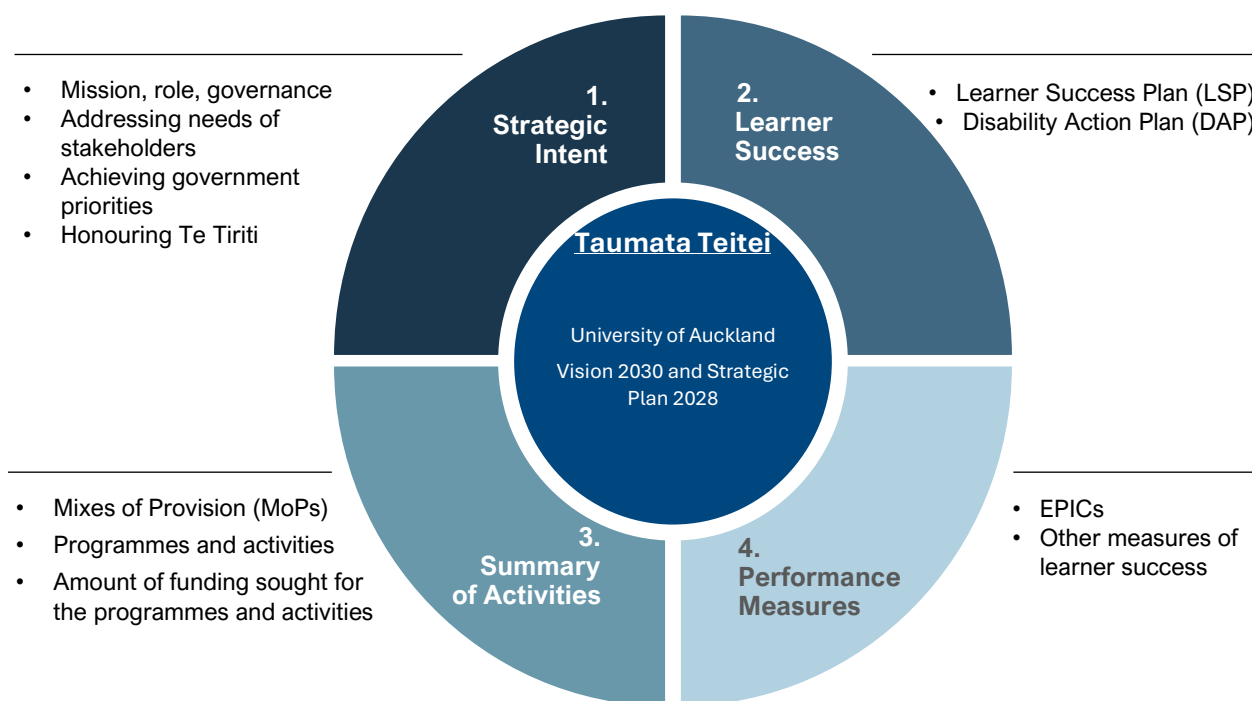 • Mission, role, governance
• Addressing needs of
stakeholders
• Achieving government
priorities
• Honouring Te Tiriti
1.
Strategic
Intent
2.
Learner
Success
• Learner Success Plan (LSP)
• Disability Action Plan (DAP)
Taumata Teitei
University of Auckland
Vision 2030 and Strategic
Plan 2028
• Mixes of Provision (MoPs)
• Programmes and activities
• Amount of funding sought for
the programmes and activities
3.
Summary
of Activities
4.
Performance
Measures
• EPICs
• Other measures of
learner success